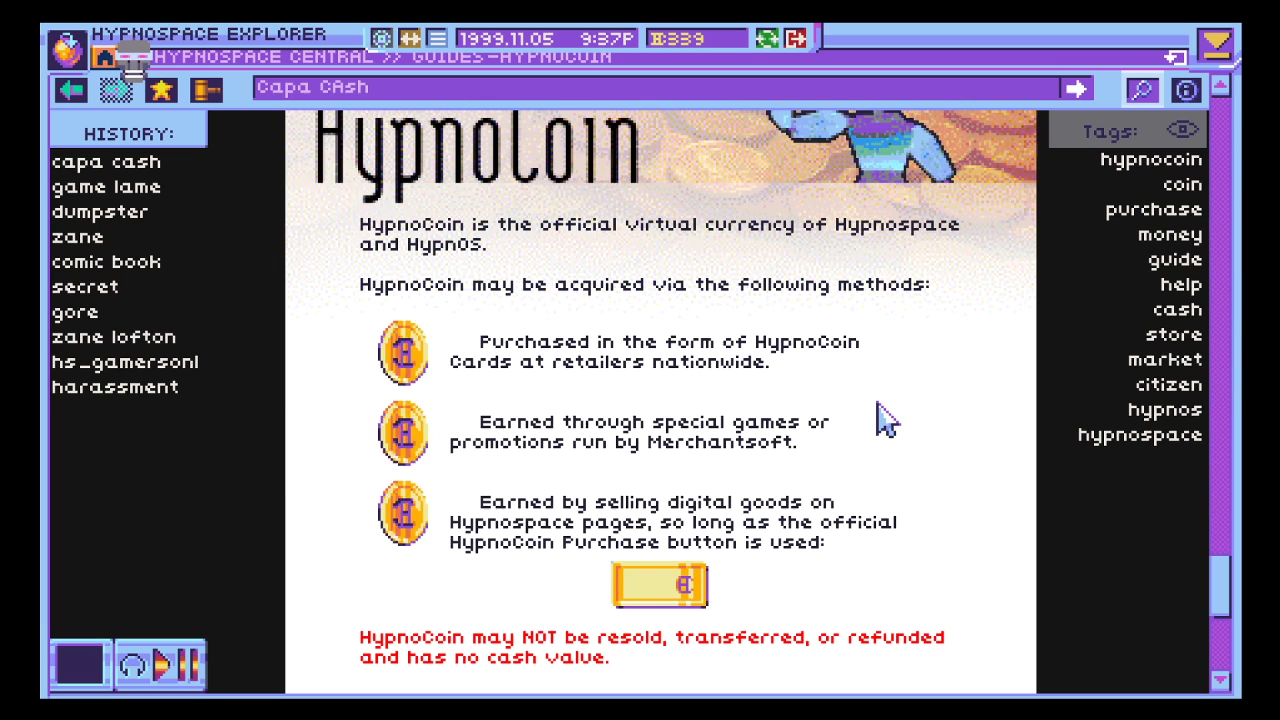 HYPNOSPACE EXPLORER
1999.11.05 9:37P 339
HYPNOSPACE CENTRAL >> GUIDES-HYPNOCOIN
Capa CAsh
HISTORY:
capa cash
game lame
dumpster
zane
comic book
secret
gore
zane lofton
hs_gamersonl
harassment
HypnoCoin
HypnoCoin is the official virtual currency of Hypnospace
and HypnOS.
HypnoCoin may be acquired via the following methods:
Purchased in the form of HypnoCoin
Cards at retailers nationwide.
Earned through special games or
promotions run by Merchantsoft.
Earned by selling digital goods on
Hypnospace pages, so long as the official
HypnoCoin Purchase button is used:
HypnoCoin may NOT be resold, transferred, or refunded
and has no cash value.
Tags:
hypnocoin
coin
purchase
money
guide
help
cash
store
market
citizen
hypnos
hypnospace